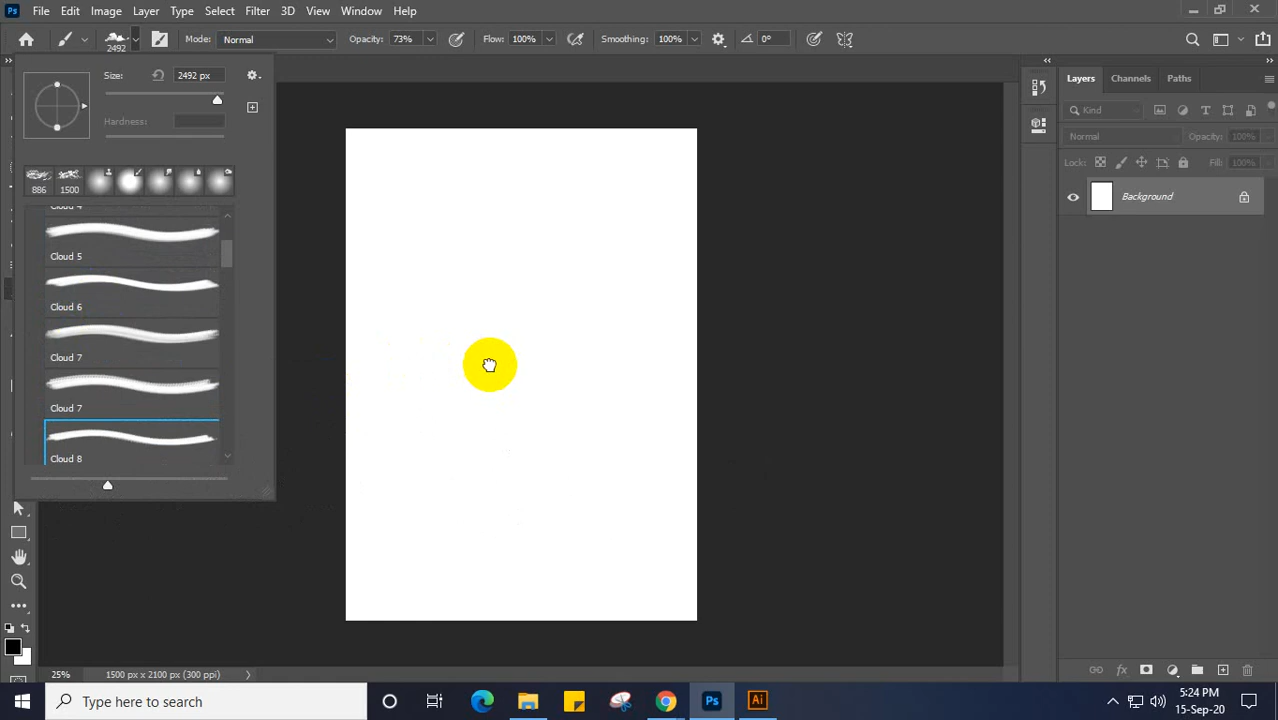 Ps File Edit Image Layer Type Select Filter 3D View Window Help
2492 Mode: Normal Opacity: 73% Flow: 100% Smoothing: 100% 0°
Size: 2492 px
Hardness:
886 1500
Cloud 4
Cloud 5
Cloud 6
Cloud 7
Cloud 7
Cloud 8
Layers Channels Paths
Kind
Normal Opacity: 100%
Lock: Fill: 100%
Background
25% 1500 px x 2100 px (300 ppi)
Type here to search
Ps Ai
5:24 PM
15-Sep-20